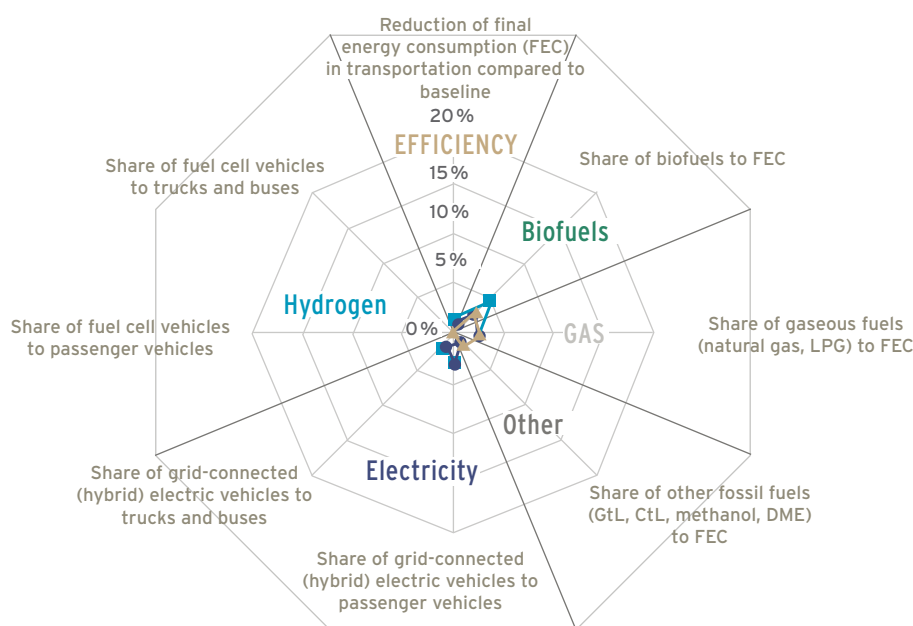 Reduction of final
energy consumption (FEC)
in transportation compared to
baseline
20 %
EFFICIENCY
Share of biofuels to FEC
Share of fuel cell vehicles
to trucks and buses
15 %
10 %
Biofuels
5 %
Hydrogen
0 %
GAS
Share of fuel cell vehicles
to passenger vehicles
Share of gaseous fuels
(natural gas, LPG) to FEC
Other
Electricity
Share of grid-connected
(hybrid) electric vehicles to
trucks and buses
Share of other fossil fuels
(GtL, CtL, methanol, DME)
to FEC
Share of grid-connected
(hybrid) electric vehicles to
passenger vehicles